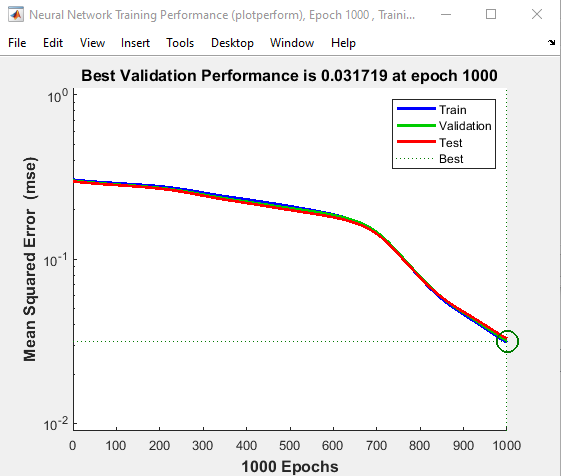 Neural Network Training Performance (plotperform), Epoch 1000 , Traini...
File Edit View Insert Tools Desktop Window Help
Best Validation Performance is 0.031719 at epoch 1000
Mean Squared Error (mse)
10^0
10^-1
10^-2
Train
Validation
Test
Best
0 100 200 300 400 500 600 700 800 900 1000
1000 Epochs